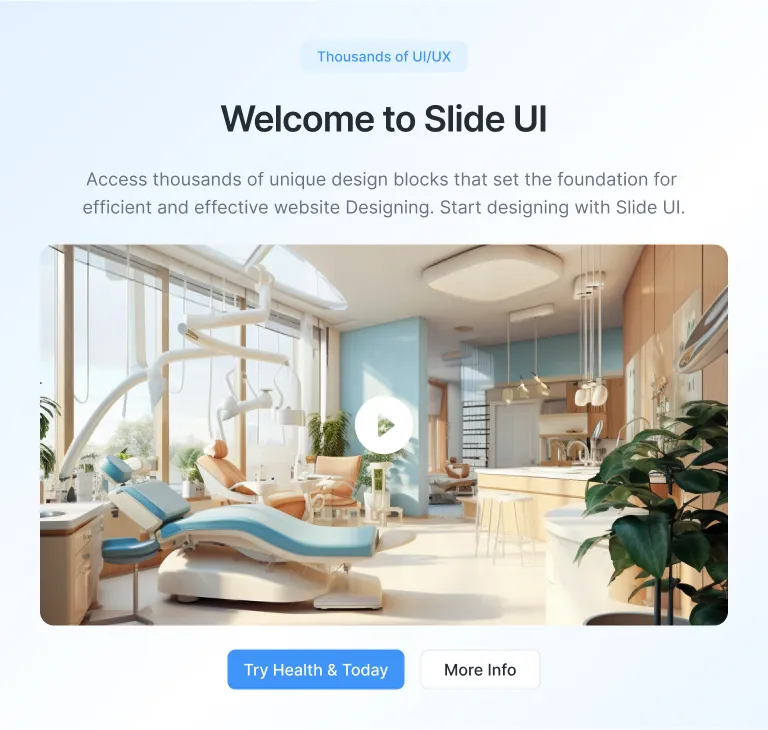 Thousands of UI/UX
Welcome to Slide UI
Access thousands of unique design blocks that set the foundation for
efficient and effective website Designing. Start designing with Slide UI.
Try Health & Today
More Info